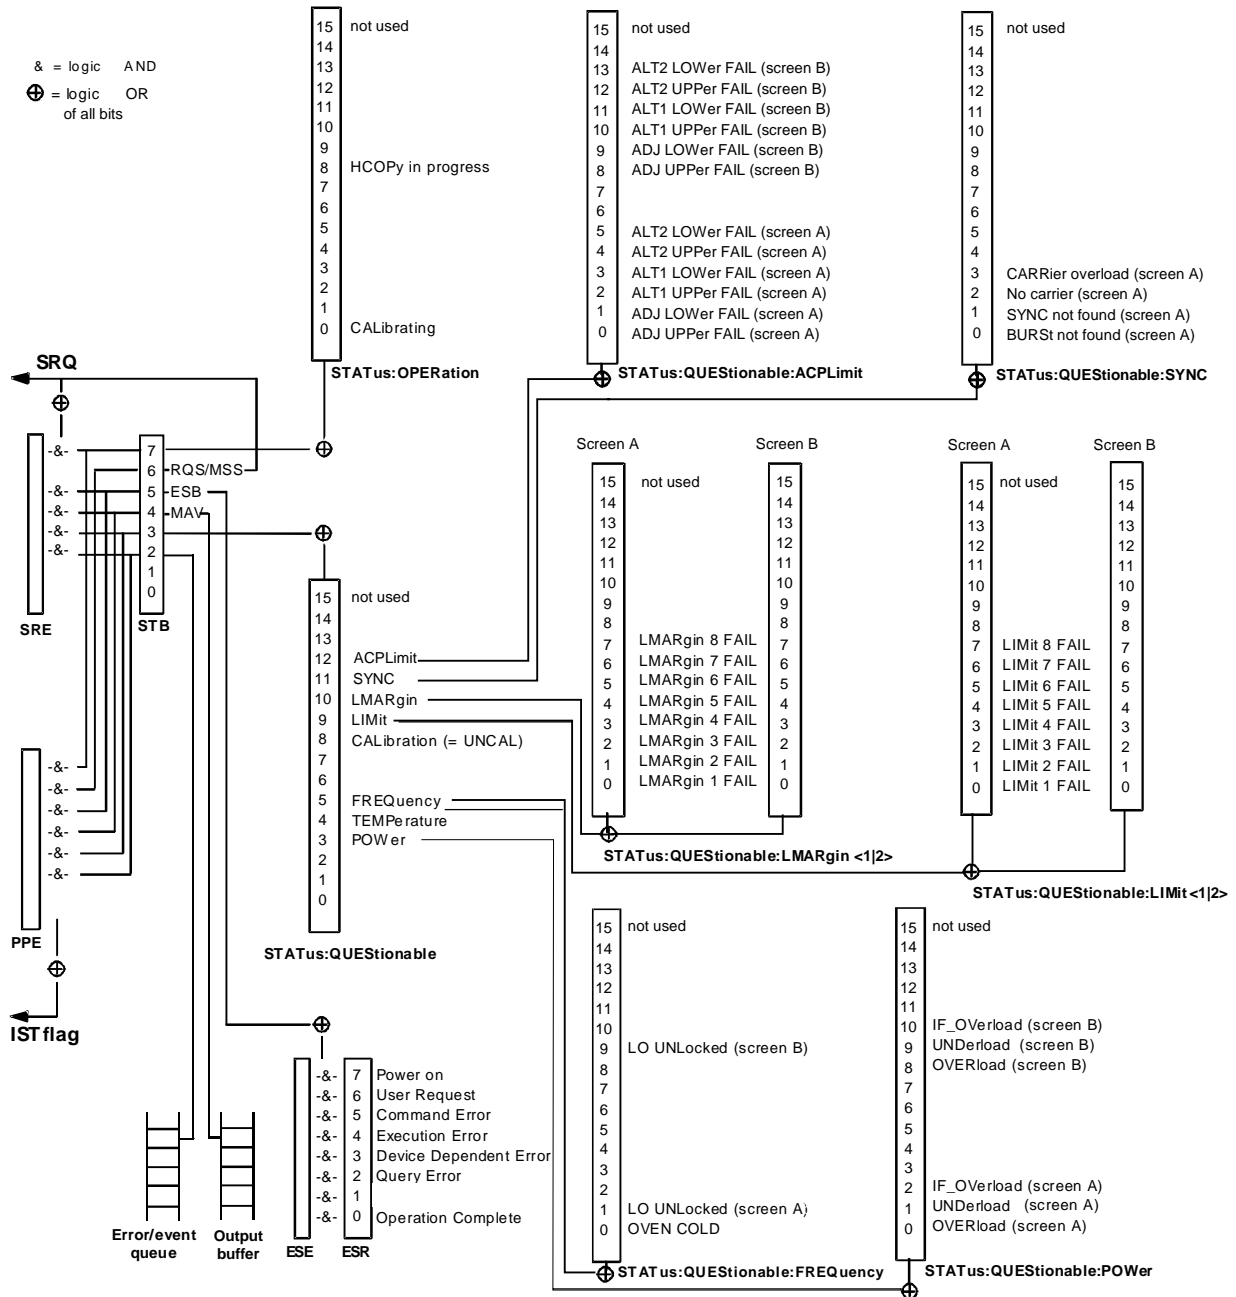 & = logic AND
⊕ = logic OR
of all bits
15 not used
14
13
12
11
10
9
8 HCOPy in progress
7
6
5
4
3
2
1
0 CALibrating
STATus:OPERation
15 not used
14
13 ALT2 LOWer FAIL (screen B)
12 ALT2 UPPer FAIL (screen B)
11 ALT1 LOWer FAIL (screen B)
10 ALT1 UPPer FAIL (screen B)
9 ADJ LOWer FAIL (screen B)
8 ADJ UPPer FAIL (screen B)
7
6
5 ALT2 LOWer FAIL (screen A)
4 ALT2 UPPer FAIL (screen A)
3 ALT1 LOWer FAIL (screen A)
2 ALT1 UPPer FAIL (screen A)
1 ADJ LOWer FAIL (screen A)
0 ADJ UPPer FAIL (screen A)
STATus:QUEStionable:ACPLimit
15 not used
14
13
12
11
10
9
8
7
6
5
4
3 CARRier overload (screen A)
2 No carrier (screen A)
1 SYNC not found (screen A)
0 BURSt not found (screen A)
STATus:QUEStionable:SYNC
SRQ
-&- 7
6 RQS/MSS
-&- 5 ESB
-&- 4 MAV
-&- 3
-&- 2
1
0
SRE
STB
15 not used
14
13
12 ACPLimit
11 SYNC
10 LMARgin
9 LIMit
8 CALibration (= UNCAL)
7
6
5 FREQuency
4 TEMPerature
3 POWer
2
1
0
STATus:QUEStionable
Screen A
Screen B
15 not used 15
14 14
13 13
12 12
11 11
10 10
9 9
8 8
7 LMARgin 8 FAIL 7
6 LMARgin 7 FAIL 6
5 LMARgin 6 FAIL 5
4 LMARgin 5 FAIL 4
3 LMARgin 4 FAIL 3
2 LMARgin 3 FAIL 2
1 LMARgin 2 FAIL 1
0 LMARgin 1 FAIL 0
STATus:QUEStionable:LMARgin <1|2>
Screen A
Screen B
15 not used 15
14 14
13 13
12 12
11 11
10 10
9 9
8 8
7 LIMit 8 FAIL 7
6 LIMit 7 FAIL 6
5 LIMit 6 FAIL 5
4 LIMit 5 FAIL 4
3 LIMit 4 FAIL 3
2 LIMit 3 FAIL 2
1 LIMit 2 FAIL 1
0 LIMit 1 FAIL 0
STATus:QUEStionable:LIMit <1|2>
-&-
-&-
-&-
-&-
-&-
-&-
PPE
IST flag
15 not used
14
13
12
11
10
9 LO UNLocked (screen B)
8
7
6
5
4
3
2
1 LO UNLocked (screen A)
0 OVEN COLD
STATus:QUEStionable:FREQuency
15 not used
14
13
12
11
10 IF_OVerload (screen B)
9 UNDerload (screen B)
8 OVERload (screen B)
7
6
5
4
3
2 IF_OVerload (screen A)
1 UNDerload (screen A)
0 OVERload (screen A)
STATus:QUEStionable:POWer
-&- 7 Power on
-&- 6 User Request
-&- 5 Command Error
-&- 4 Execution Error
-&- 3 Device Dependent Error
-&- 2 Query Error
-&- 1
-&- 0 Operation Complete
ESE
ESR
Error/event
queue
Output
buffer